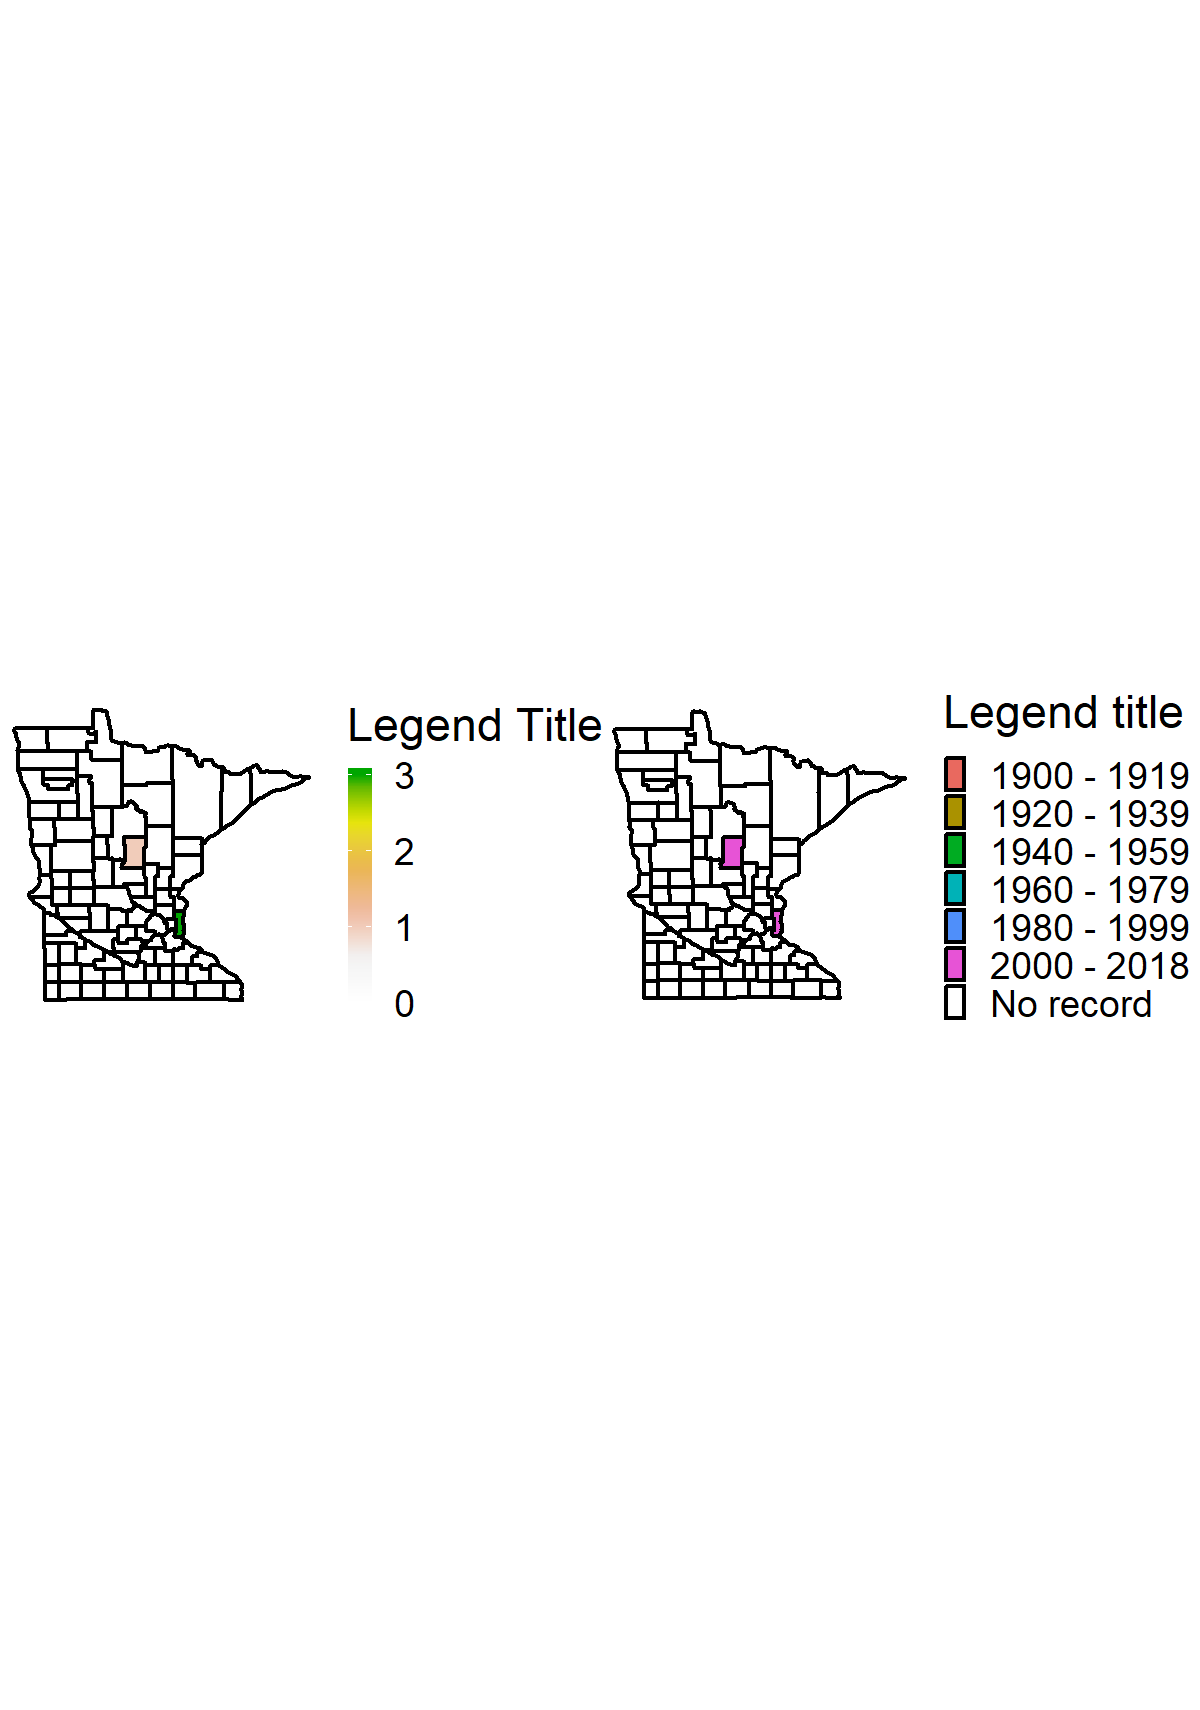 Legend Title
3
2
1
0
Legend title
1900 - 1919
1920 - 1939
1940 - 1959
1960 - 1979
1980 - 1999
2000 - 2018
No record